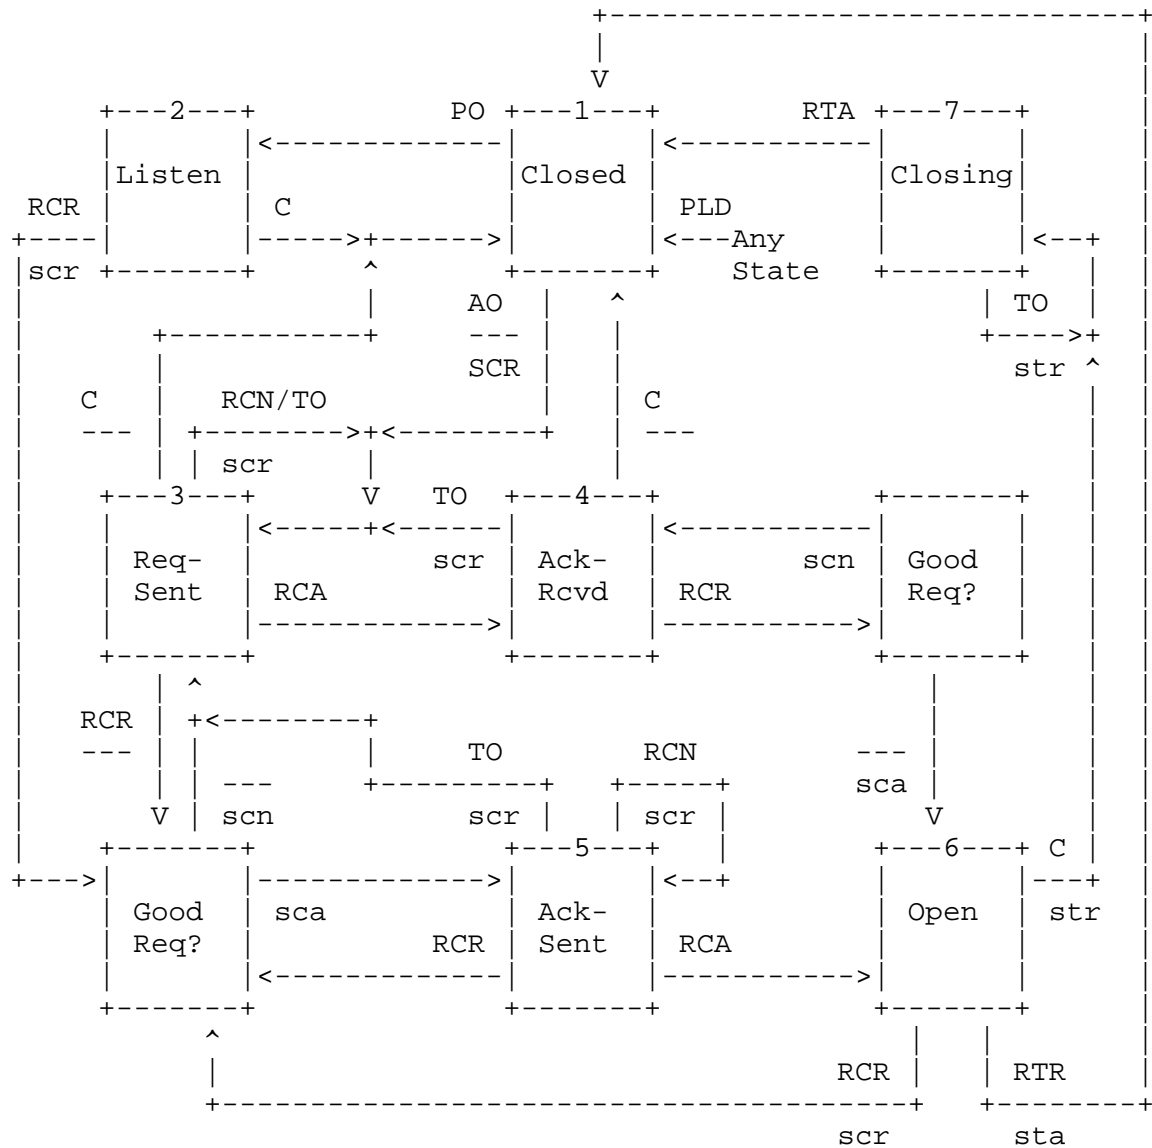 2 1 7
PO RTA
Listen Closed Closing
RCR C PLD
Any
scr State
AO TO
---
SCR str
C RCN/TO C
--- ---
scr
3 TO 4
Req- scr Ack- scn Good
Sent RCA Rcvd RCR Req?
RCR
--- TO RCN ---
--- sca
scn scr scr
5 6 C
sca str
Good Ack- Open
Req? RCR Sent RCA
RCR RTR
scr sta